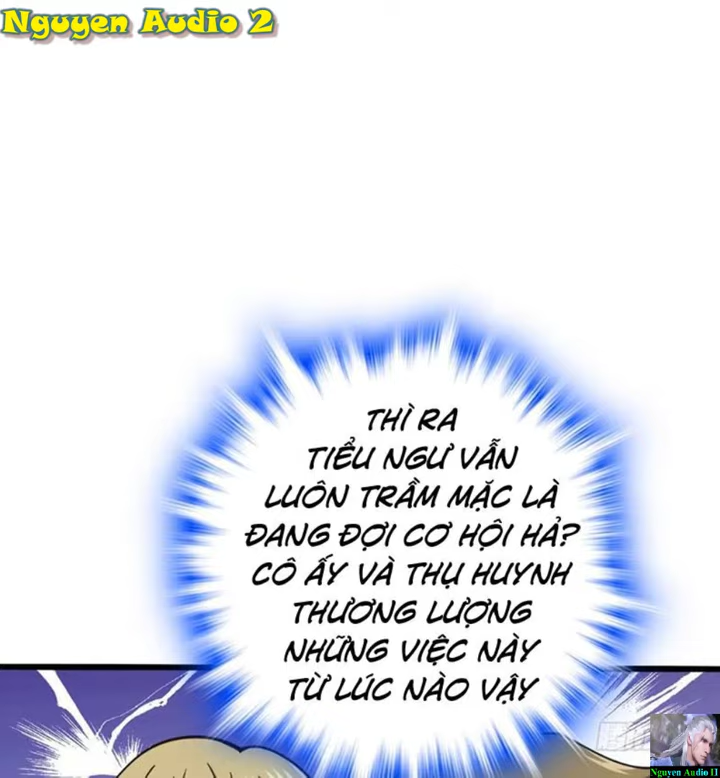 Nguyen Audio 2
THÌ RA
TIỂU NGƯ VẪN
LUÔN TRẦM MẶC LÀ
ĐANG ĐỢI CƠ HỘI HẢ?
CÔ ẤY VÀ THỤ HUYNH
THƯƠNG LƯỢNG
NHỮNG VIỆC NÀY
TỪ LÚC NÀO VẬY
Nguyen Audio II